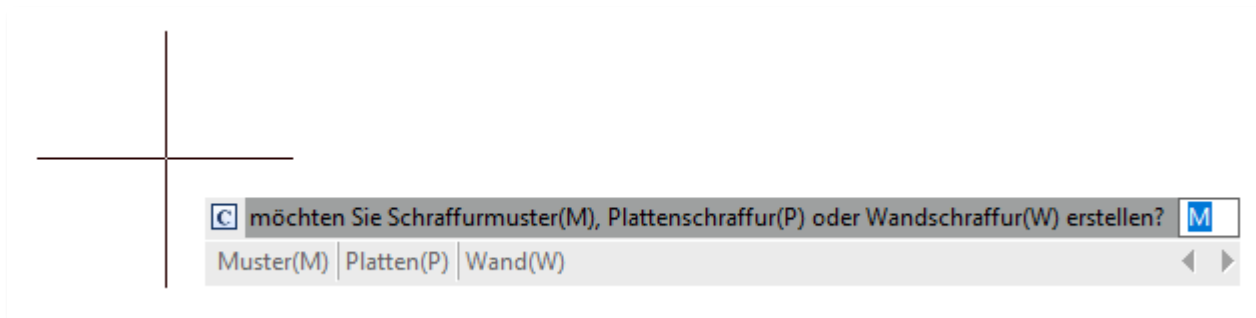 C möchten Sie Schraffurmuster(M), Plattenschraffur(P) oder Wandschraffur(W) erstellen? M
Muster(M) Platten(P) Wand(W)